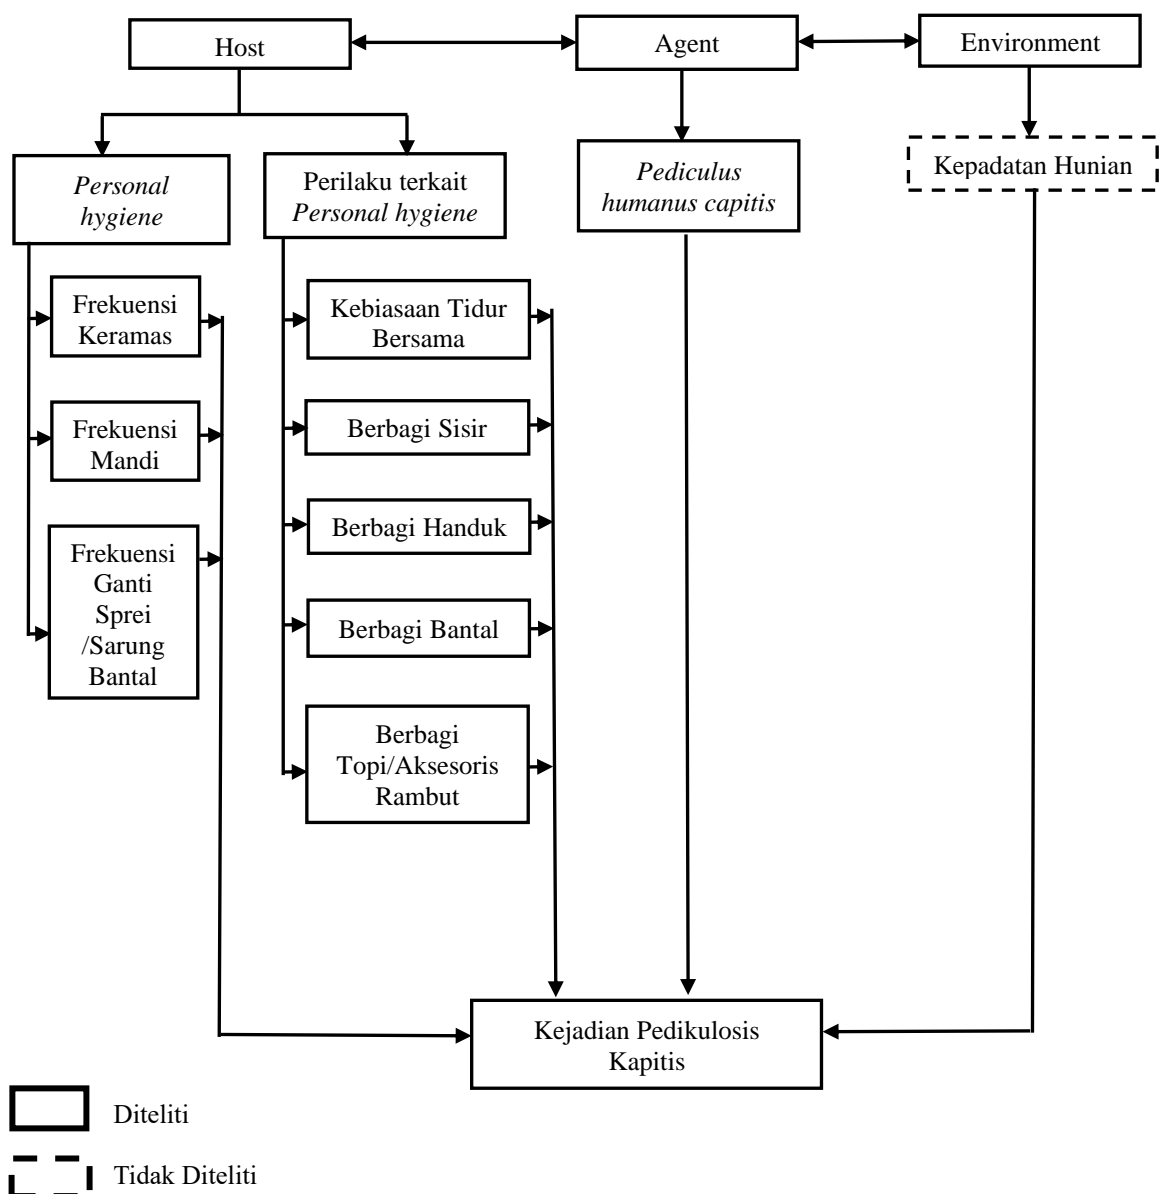 Host
Agent
Environment
Personal
hygiene
Perilaku terkait
Personal hygiene
Pediculus
humanus capitis
Kepadatan Hunian
Frekuensi
Keramas
Frekuensi
Mandi
Frekuensi
Ganti
Sprei
/Sarung
Bantal
Kebiasaan Tidur
Bersama
Berbagi Sisir
Berbagi Handuk
Berbagi Bantal
Berbagi
Topi/Aksesoris
Rambut
Kejadian Pedikulosis
Kapitis
Diteliti
Tidak Diteliti